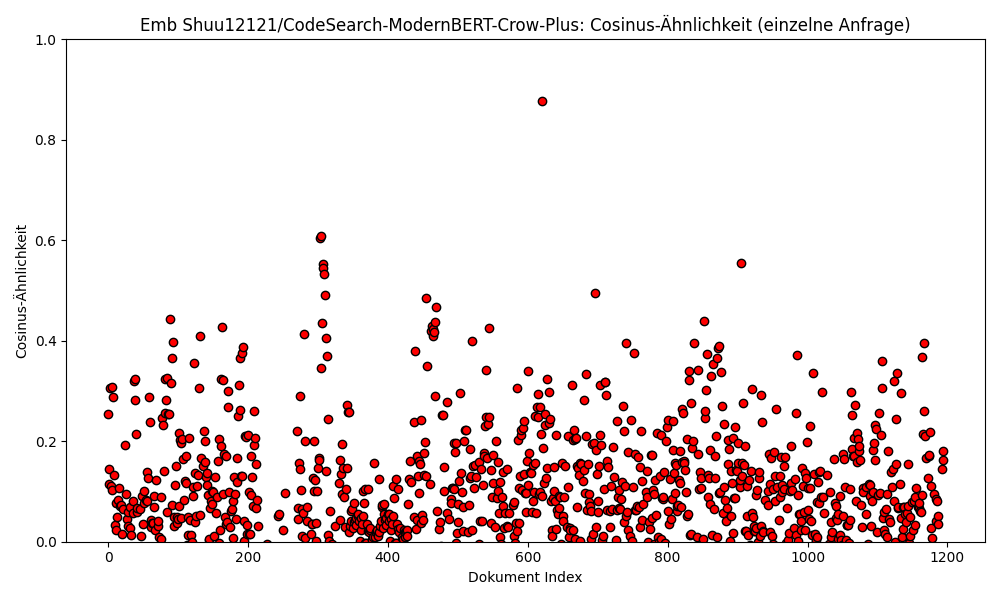 Emb Shuu12121/CodeSearch-ModernBERT-Crow-Plus: Cosinus-Ähnlichkeit (einzelne Anfrage)
1.0
0.8
0.6
0.4
0.2
0.0
Cosinus-Ähnlichkeit
0 200 400 600 800 1000 1200
Dokument Index